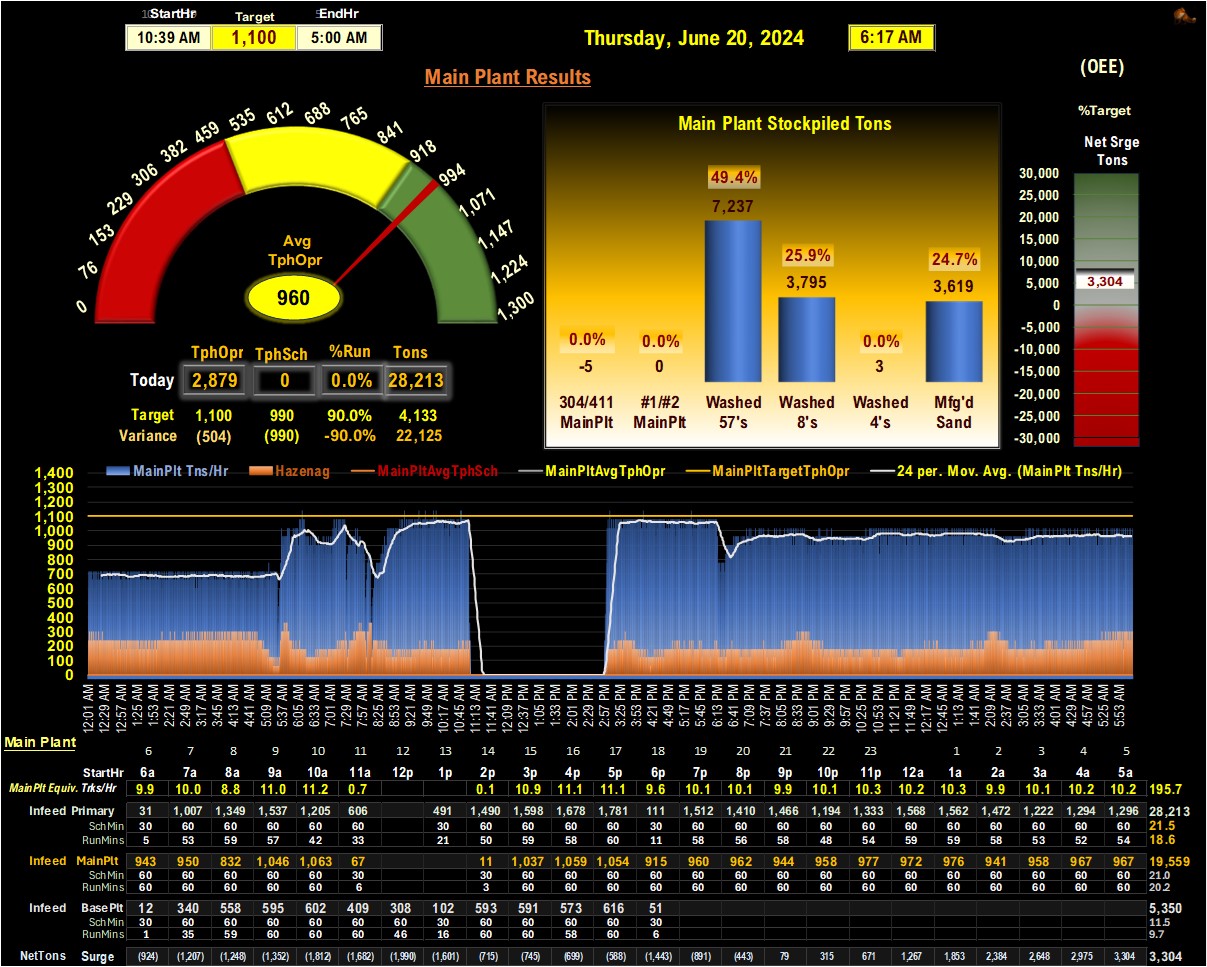 StartHr Target EndHr
10:39 AM 1,100 5:00 AM
Thursday, June 20, 2024 6:17 AM
(OEE)
Main Plant Results
%Target
Net Srge
Tons
0 76 153 229 306 382 459 535 612 688 765 841 918 994 1,071 1,147 1,224 1,300
Avg
TphOpr
960
TphOpr TphSch %Run Tons
Today 2,879 0 0.0% 28,213
Target 1,100 990 90.0% 4,133
Variance (504) (990) -90.0% 22,125
Main Plant Stockpiled Tons
0.0% 0.0% 49.4% 25.9% 0.0% 24.7%
-5 0 7,237 3,795 3 3,619
304/411 #1/#2 Washed Washed Washed Mfg'd
MainPlt MainPlt 57's 8's 4's Sand
30,000
25,000
20,000
15,000
10,000
5,000
0
-5,000
-10,000
-15,000
-20,000
-25,000
-30,000
3,304
MainPlt Tns/Hr Hazenag MainPltAvgTphSch MainPltAvgTphOpr MainPltTargetTphOpr 24 per. Mov. Avg. (MainPlt Tns/Hr)
1,400
1,300
1,200
1,100
1,000
900
800
700
600
500
400
300
200
100
0
12:01 AM 12:29 AM 12:57 AM 1:25 AM 1:53 AM 2:21 AM 2:49 AM 3:17 AM 3:45 AM 4:13 AM 4:41 AM 5:09 AM 5:37 AM 6:05 AM 6:33 AM 7:01 AM 7:29 AM 7:57 AM 8:25 AM 8:53 AM 9:21 AM 9:49 AM 10:17 AM 10:45 AM 11:13 AM 11:41 AM 12:09 PM 12:37 PM 1:05 PM 1:33 PM 2:01 PM 2:29 PM 2:57 PM 3:25 PM 3:53 PM 4:21 PM 4:49 PM 5:17 PM 5:45 PM 6:13 PM 6:41 PM 7:09 PM 7:37 PM 8:05 PM 8:33 PM 9:01 PM 9:29 PM 9:57 PM 10:25 PM 10:53 PM 11:21 PM 11:49 PM 12:17 AM 12:45 AM 1:13 AM 1:41 AM 2:09 AM 2:37 AM 3:05 AM 3:33 AM 4:01 AM 4:29 AM 4:57 AM 5:25 AM 5:53 AM
Main Plant
6 7 8 9 10 11 12 13 14 15 16 17 18 19 20 21 22 23 1 2 3 4 5
StartHr 6a 7a 8a 9a 10a 11a 12p 1p 2p 3p 4p 5p 6p 7p 8p 9p 10p 11p 12a 1a 2a 3a 4a 5a
MainPlt Equiv. Trks/Hr 9.9 10.0 8.8 11.0 11.2 0.7 0.1 10.9 11.1 11.1 9.6 10.1 10.1 9.9 10.1 10.3 10.2 10.3 9.9 10.1 10.2 10.2 195.7
Infeed Primary 31 1,007 1,349 1,537 1,205 606 491 1,490 1,598 1,678 1,781 111 1,512 1,410 1,466 1,194 1,333 1,568 1,562 1,472 1,222 1,294 1,296 28,213
SchMin 30 60 60 60 60 60 30 60 60 60 60 30 60 60 60 60 60 60 60 60 60 60 60 21.5
RunMins 5 53 59 57 42 33 21 50 59 58 60 11 58 56 58 48 54 59 59 58 53 52 54 18.6
Infeed MainPlt 943 950 832 1,046 1,063 67 11 1,037 1,059 1,054 915 960 962 944 958 977 972 976 941 958 967 967 19,559
SchMin 60 60 60 60 60 30 30 60 60 60 60 60 60 60 60 60 60 60 60 60 60 60 21.0
RunMins 60 60 60 60 60 6 3 60 60 60 60 60 60 60 60 60 60 60 60 60 60 60 20.2
Infeed BasePlt 12 340 558 595 602 409 308 102 593 591 573 616 51 5,350
SchMin 30 60 60 60 60 60 60 30 60 60 60 60 30 11.5
RunMins 1 35 59 60 60 60 46 16 60 60 58 60 6 9.7
NetTons Surge (924) (1,207) (1,248) (1,352) (1,812) (1,682) (1,990) (1,601) (715) (745) (699) (588) (1,443) (891) (443) 79 315 671 1,267 1,853 2,384 2,648 2,975 3,304 3,304